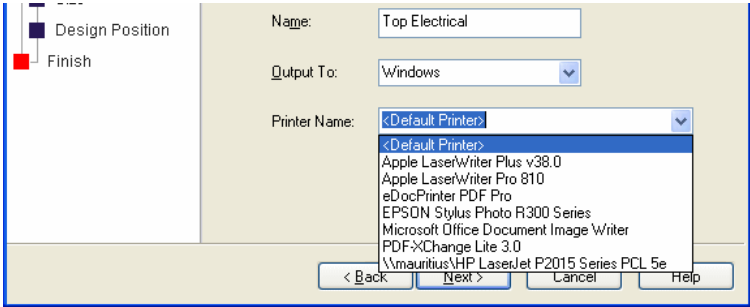 Design Position
Finish
Name:
Top Electrical
Output To:
Windows
Printer Name:
<Default Printer>
<Default Printer>
Apple LaserWriter Plus v38.0
Apple LaserWriter Pro 810
eDocPrinter PDF Pro
EPSON Stylus Photo R300 Series
Microsoft Office Document Image Writer
PDF-XChange Lite 3.0
\\mauritius\HP LaserJet P2015 Series PCL 5e
< Back
Next >
Cancel
Help